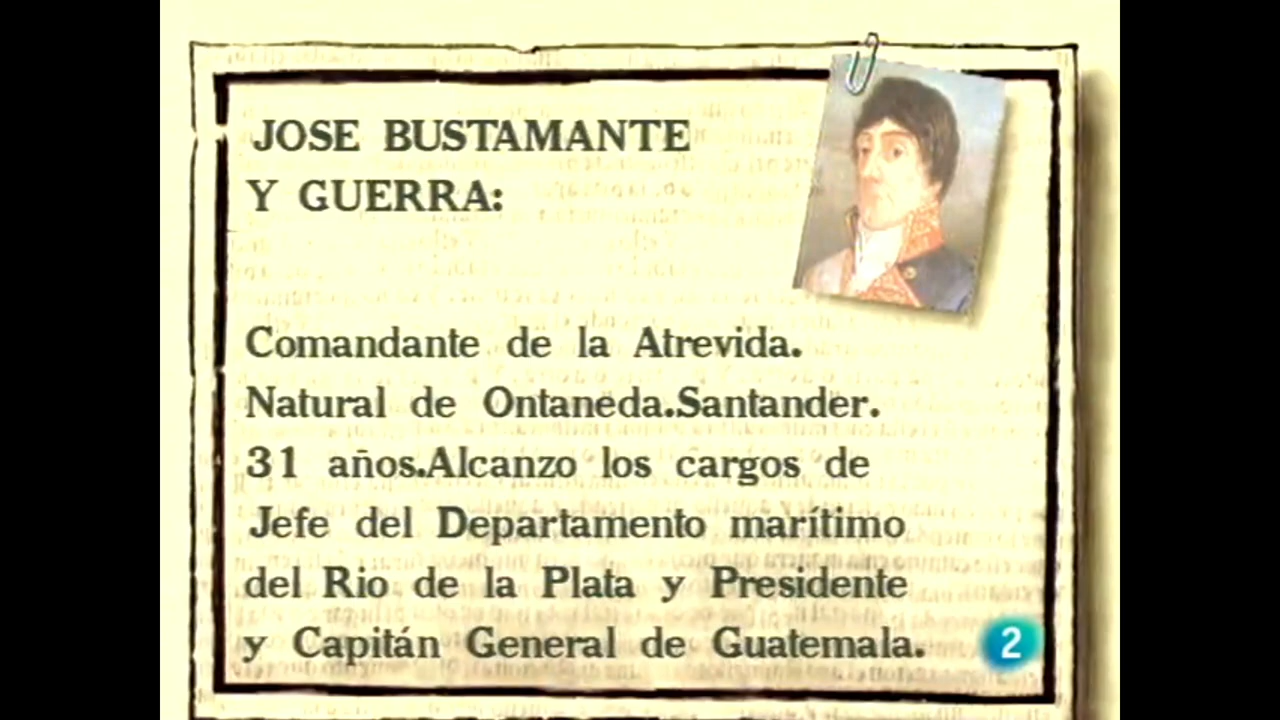 JOSE BUSTAMANTE
Y GUERRA:
Comandante de la Atrevida.
Natural de Ontaneda.Santander.
31 años.Alcanzo los cargos de
Jefe del Departamento marítimo
del Rio de la Plata y Presidente
y Capitán General de Guatemala.
2